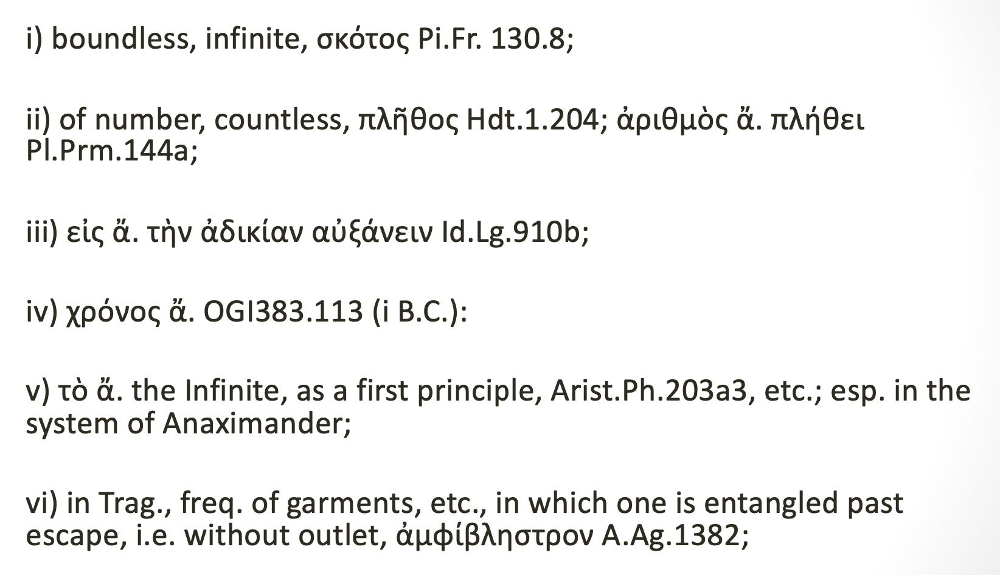 i) boundless, infinite, σκότος Pi.Fr. 130.8;
ii) of number, countless, πλῆθος Hdt.1.204; ἀριθμὸς ἄ. πλήθει
Pl.Prm.144a;
iii) εἰς ἄ. τὴν ἀδικίαν αὐξάνειν Id.Lg.910b;
iv) χρόνος ἄ. OGI383.113 (i B.C.):
v) τὸ ἄ. the Infinite, as a first principle, Arist.Ph.203a3, etc.; esp. in the
system of Anaximander;
vi) in Trag., freq. of garments, etc., in which one is entangled past
escape, i.e. without outlet, ἀμφίβληστρον A.Ag.1382;